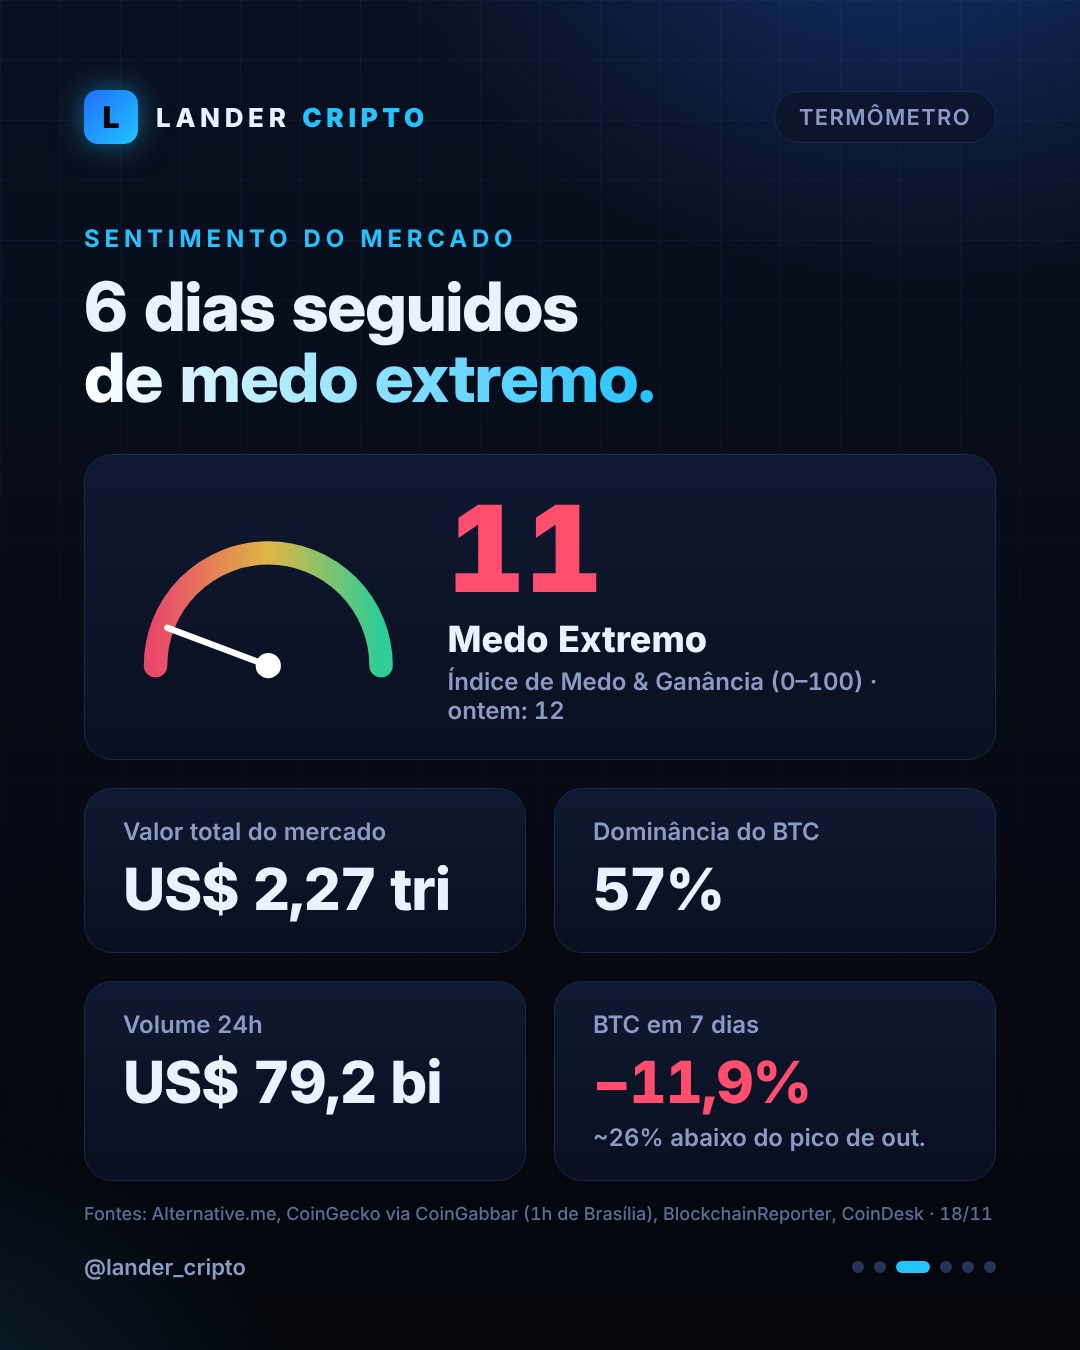 L
LANDER CRIPTO
TERMÔMETRO
SENTIMENTO DO MERCADO
6 dias seguidos
de medo extremo.
11
Medo Extremo
Índice de Medo & Ganância (0–100) ·
ontem: 12
Valor total do mercado
US$ 2,27 tri
Dominância do BTC
57%
Volume 24h
US$ 79,2 bi
BTC em 7 dias
−11,9%
~26% abaixo do pico de out.
Fontes: Alternative.me, CoinGecko via CoinGabbar (1h de Brasília), BlockchainReporter, CoinDesk · 18/11
@lander_cripto